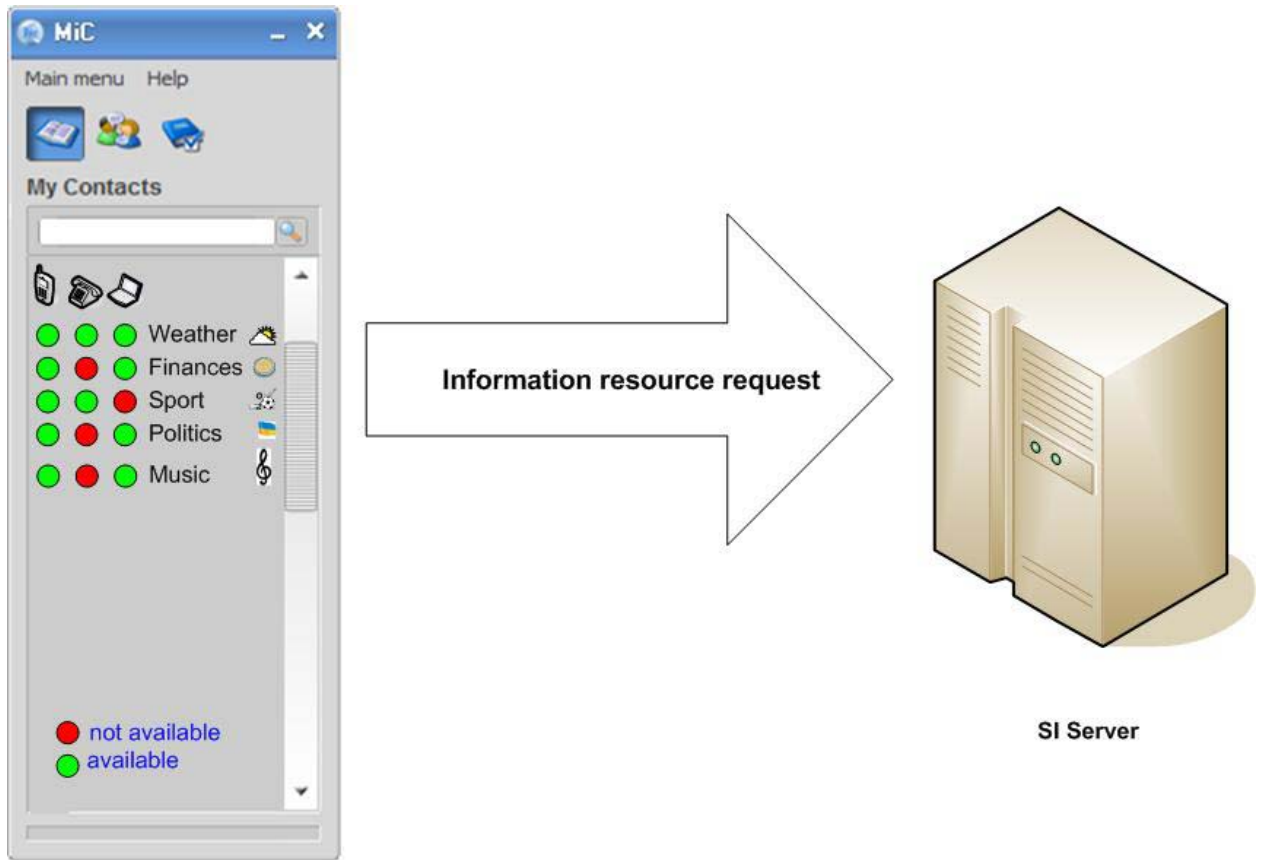 MiC
Main menu Help
My Contacts
Weather
Finances
Sport
Politics
Music
not available
available
Information resource request
SI Server